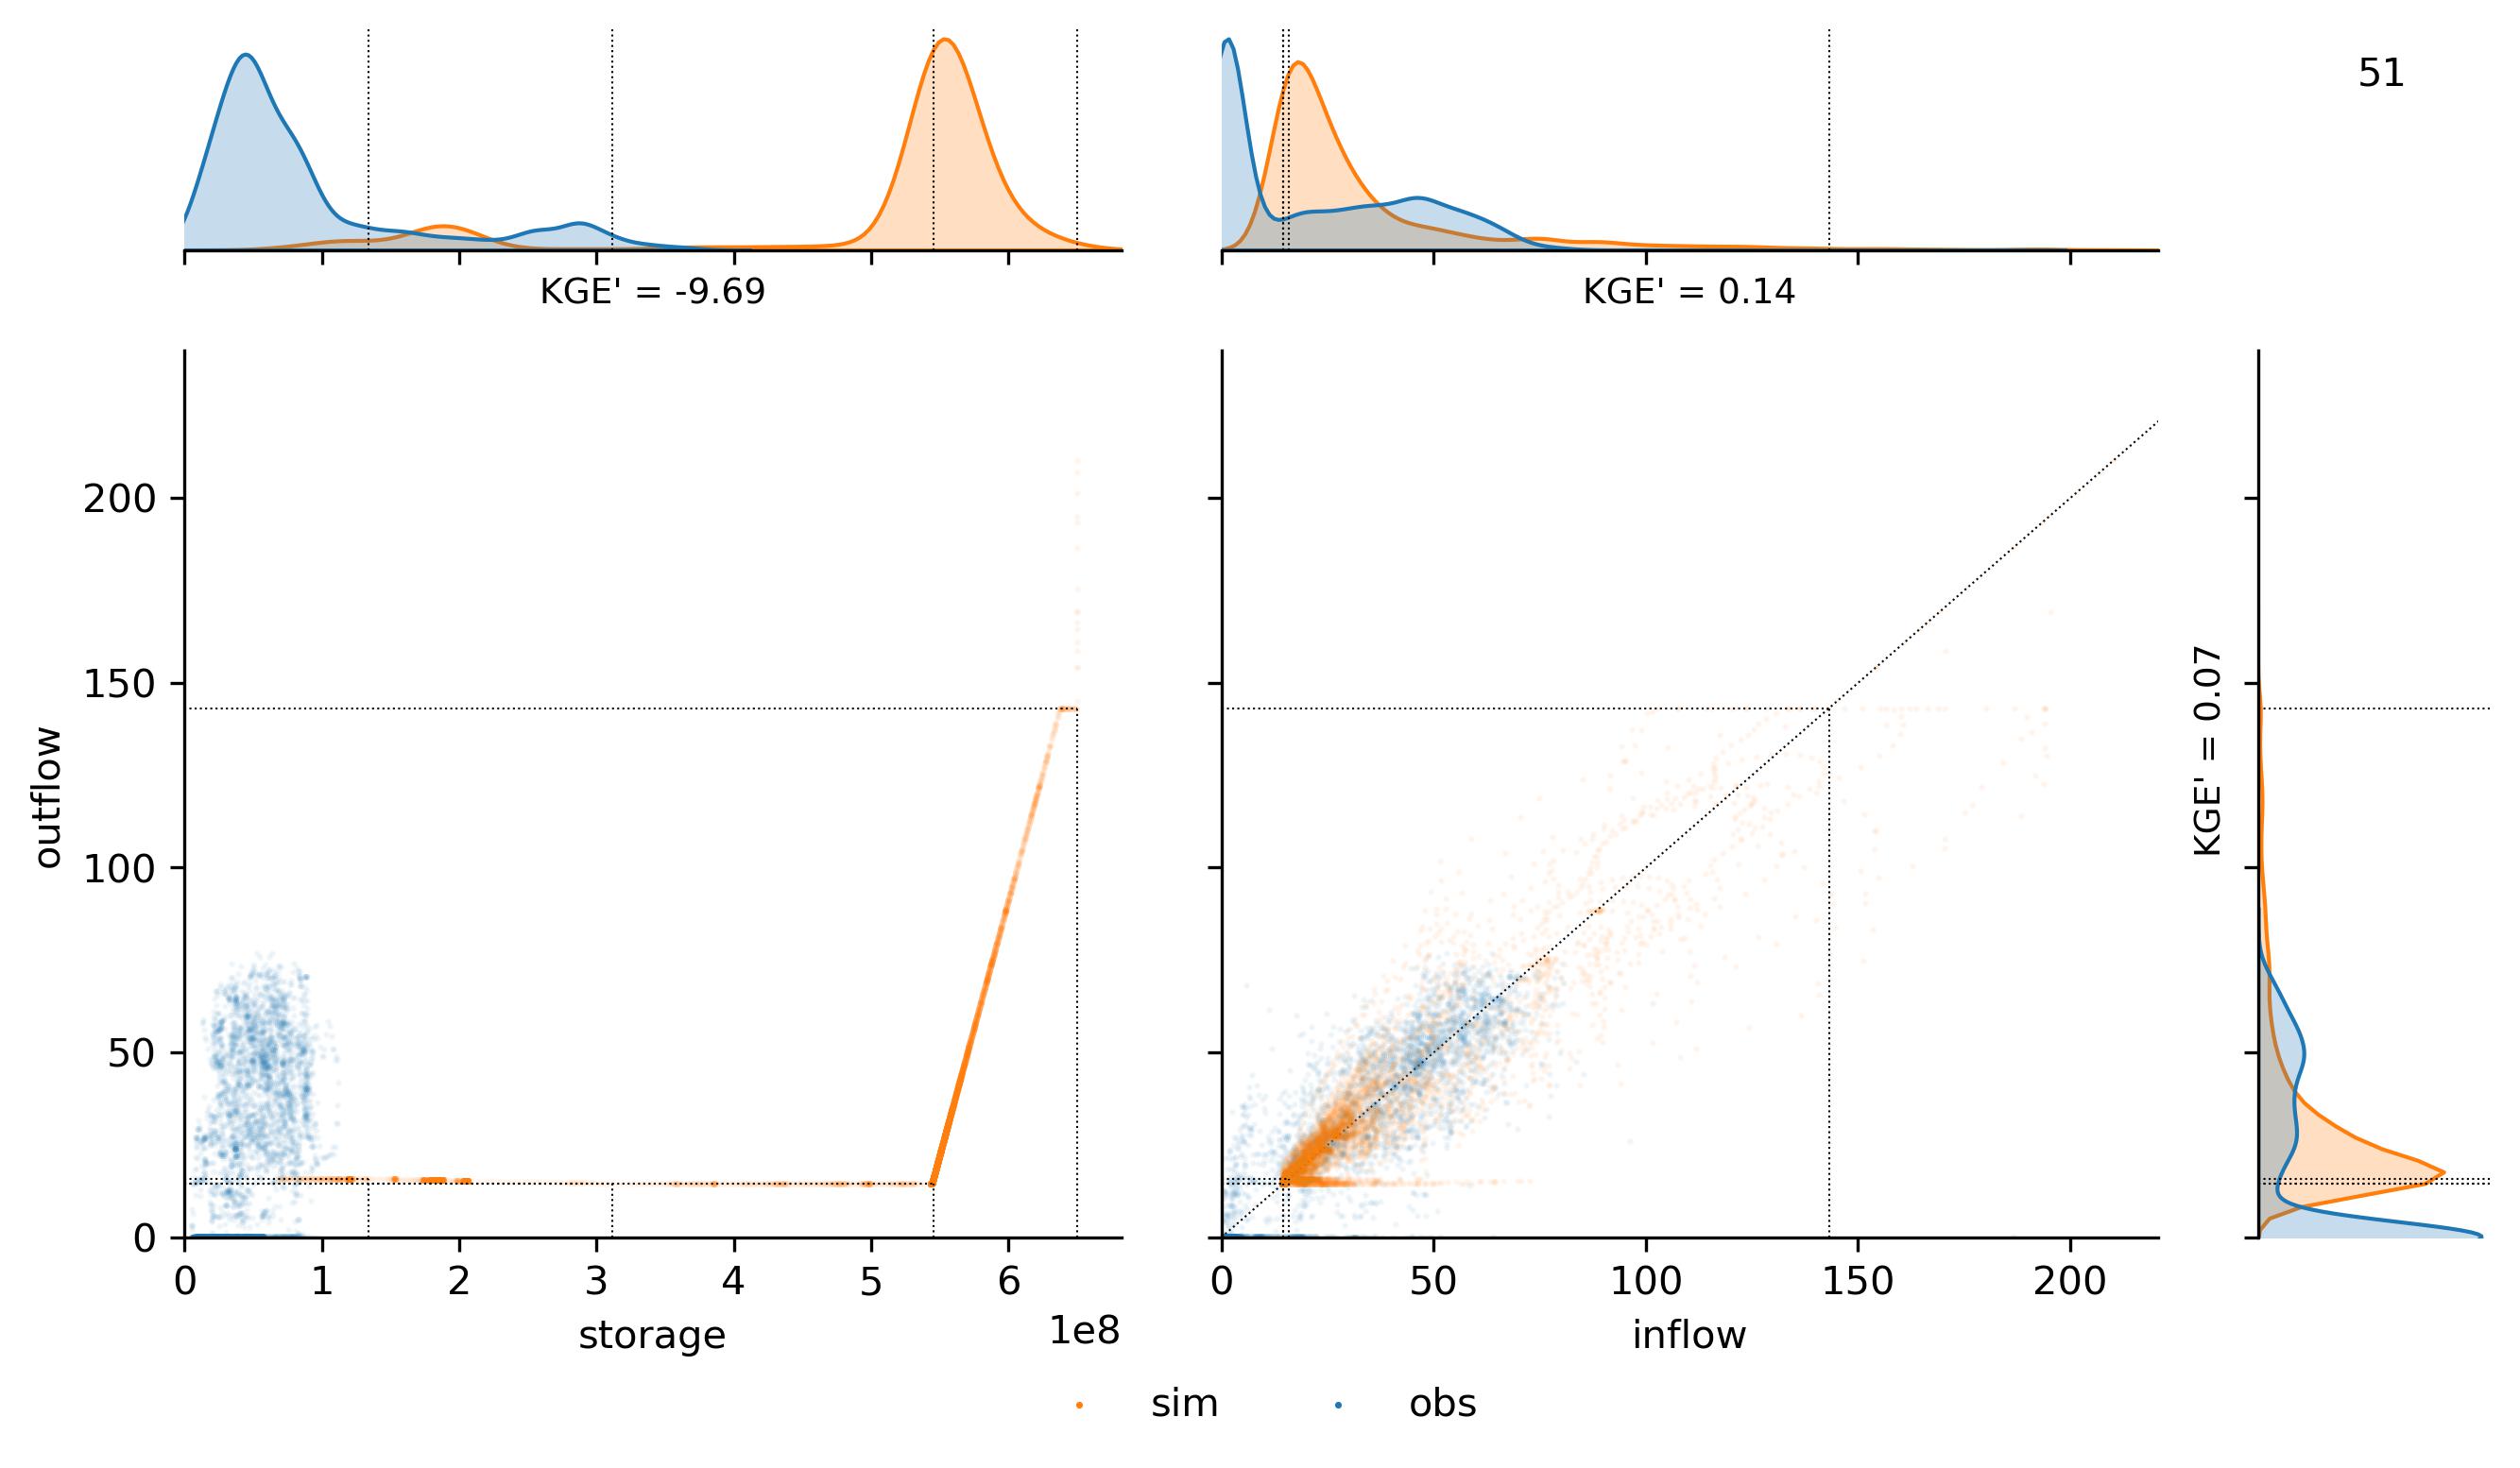 51
KGE' = -9.69
KGE' = 0.14
outflow
200
150
100
50
0
KGE' = 0.07
0 1 2 3 4 5 6
1e8
storage
0 50 100 150 200
inflow
sim obs